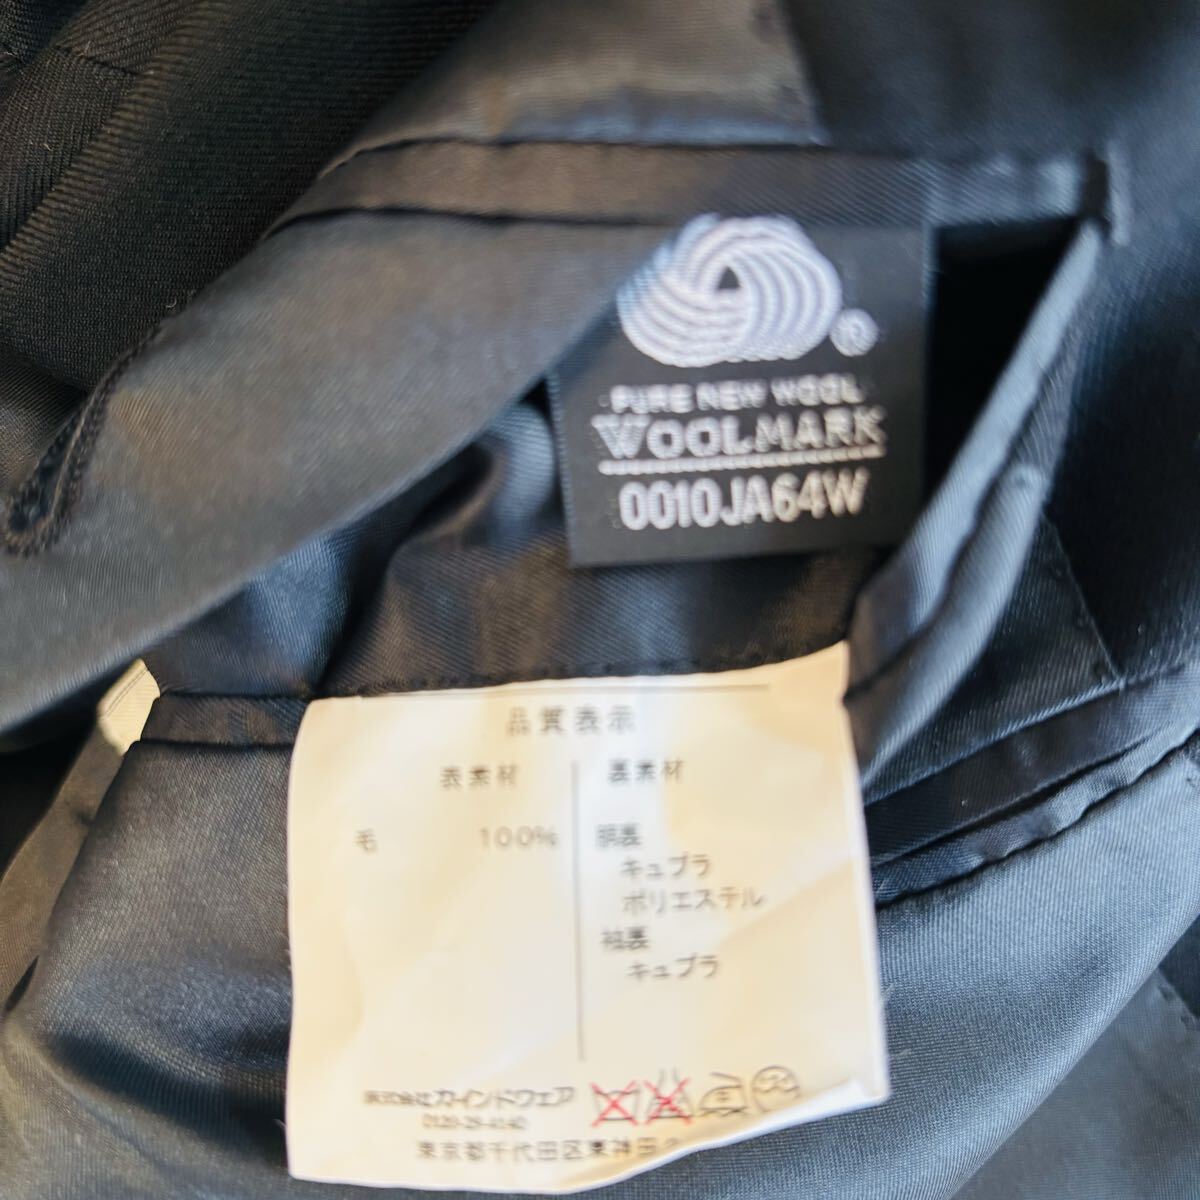 ®
PURE NEW WOOL
WOOLMARK
0010JA64W
品質表示
表素材
毛 100%
裏素材
胴裏
キュプラ
ポリエステル
袖裏
キュプラ
株式会社カインドウェア
東京都千代田区東神田